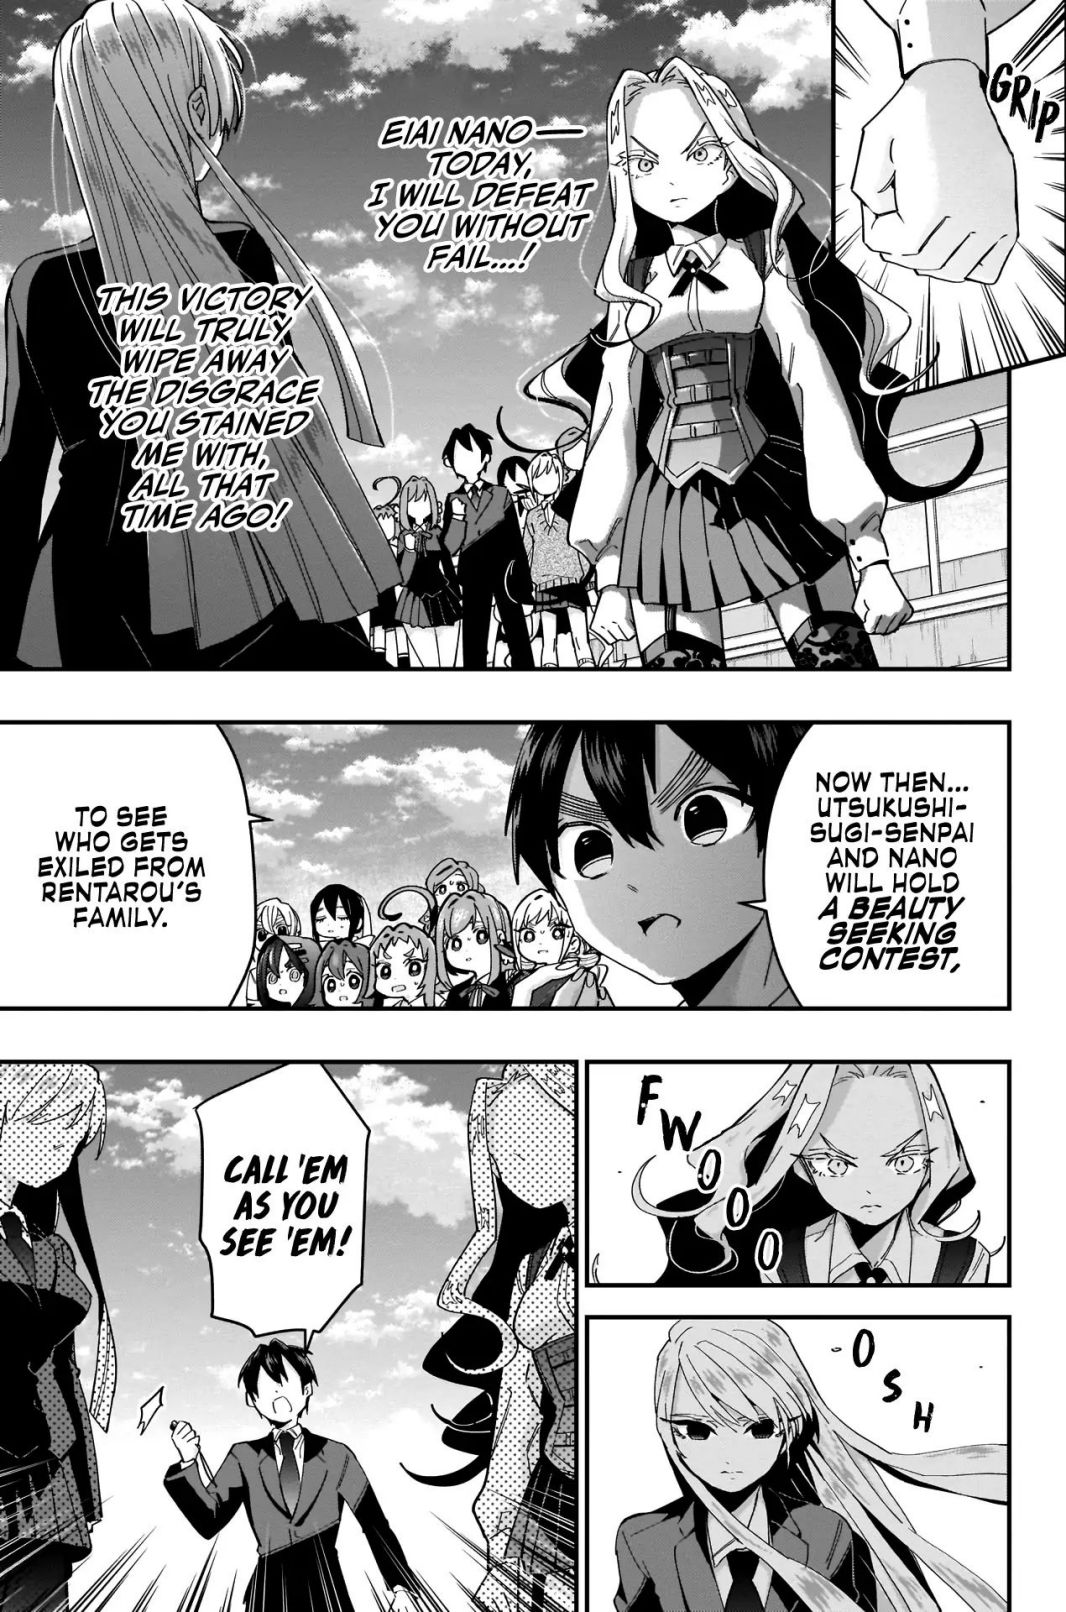 GRIP
EIAI NANO——
TODAY,
I WILL DEFEAT
YOU WITHOUT
FAIL...!
THIS VICTORY
WILL TRULY
WIPE AWAY
THE DISGRACE
YOU STAINED
ME WITH,
ALL THAT
TIME AGO!
NOW THEN...
UTSUKUSHI-
SUGI-SENPAI
AND NANO
WILL HOLD
A BEAUTY
SEEKING
CONTEST,
TO SEE
WHO GETS
EXILED FROM
RENTAROU'S
FAMILY.
FWOOO
OSH
CALL 'EM
AS YOU
SEE 'EM!